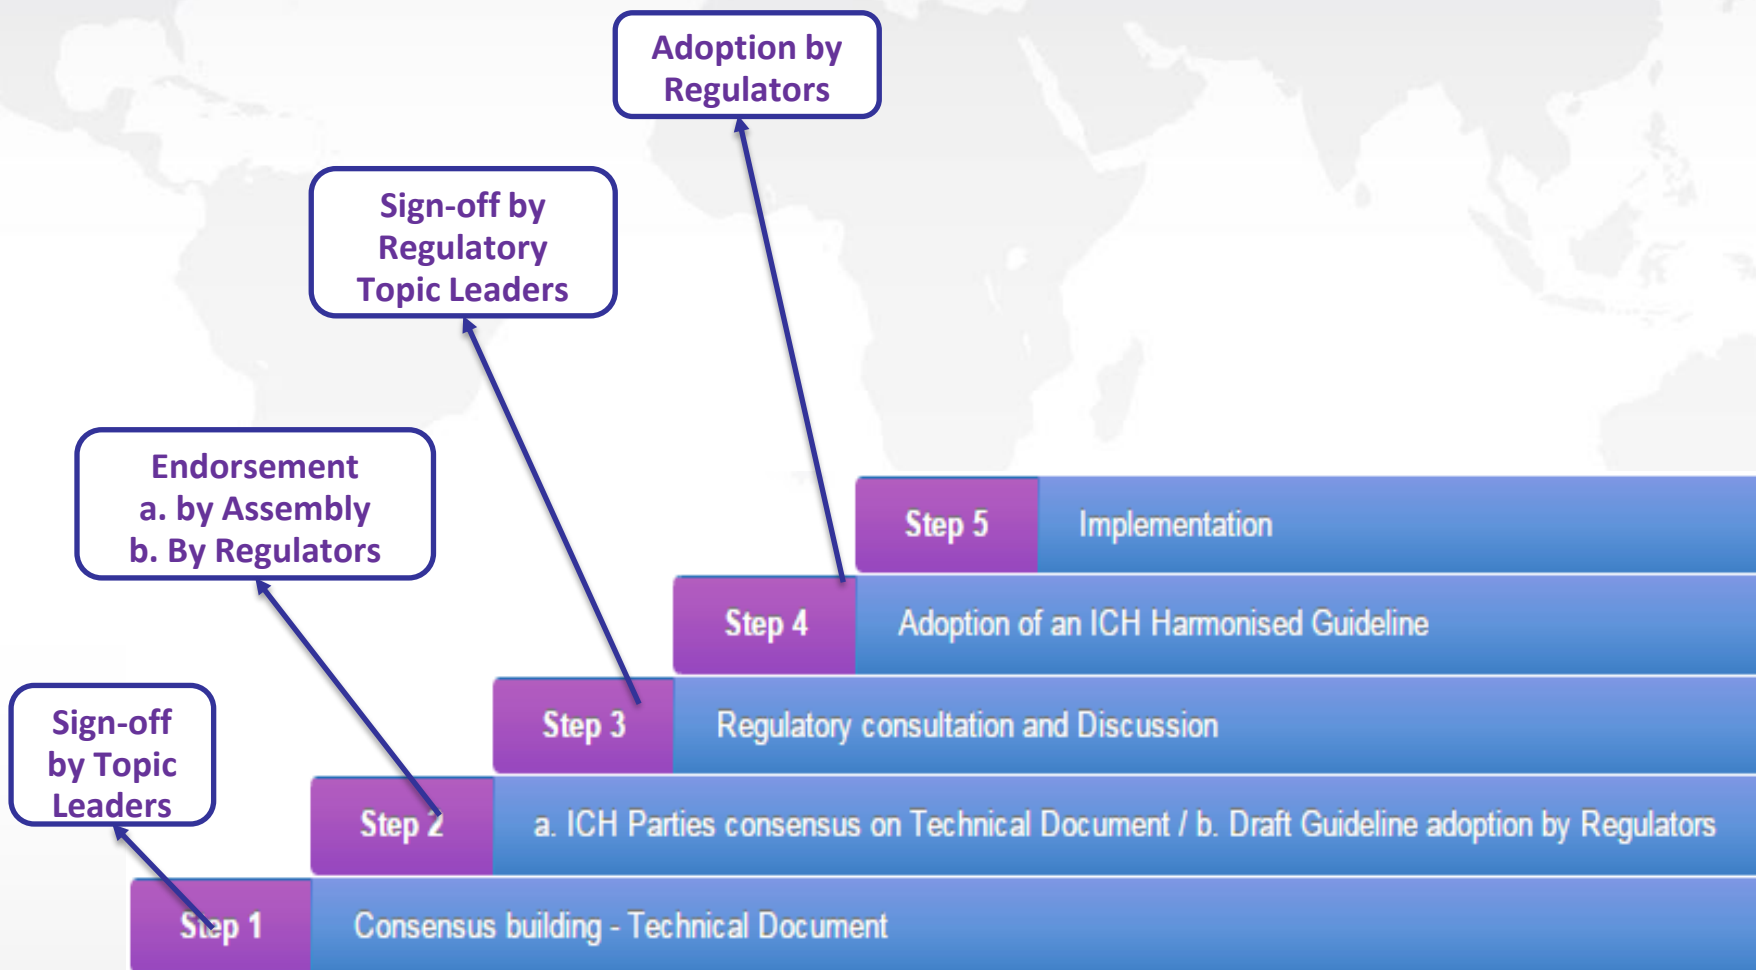 Adoption by
Regulators
Sign-off by
Regulatory
Topic Leaders
Endorsement
a. by Assembly
b. By Regulators
Sign-off
by Topic
Leaders
Step 5 Implementation
Step 4 Adoption of an ICH Harmonised Guideline
Step 3 Regulatory consultation and Discussion
Step 2 a. ICH Parties consensus on Technical Document / b. Draft Guideline adoption by Regulators
Step 1 Consensus building - Technical Document